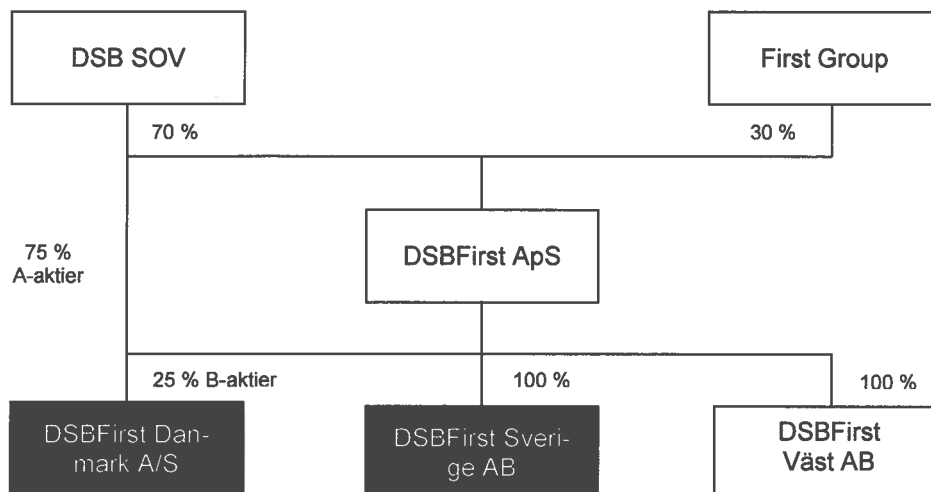 DSB SOV
First Group
70 %
30 %
75 %
A-aktier
DSBFirst ApS
25 % B-aktier
100 %
100 %
DSBFirst Dan-
mark A/S
DSBFirst Sveri-
ge AB
DSBFirst
Väst AB